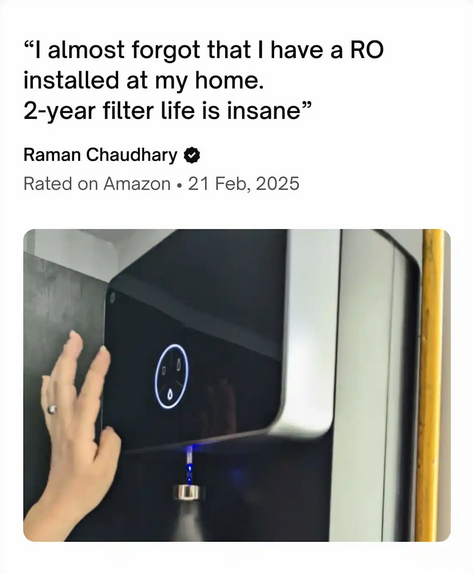 “I almost forgot that I have a RO
installed at my home.
2-year filter life is insane”
Raman Chaudhary
Rated on Amazon • 21 Feb, 2025